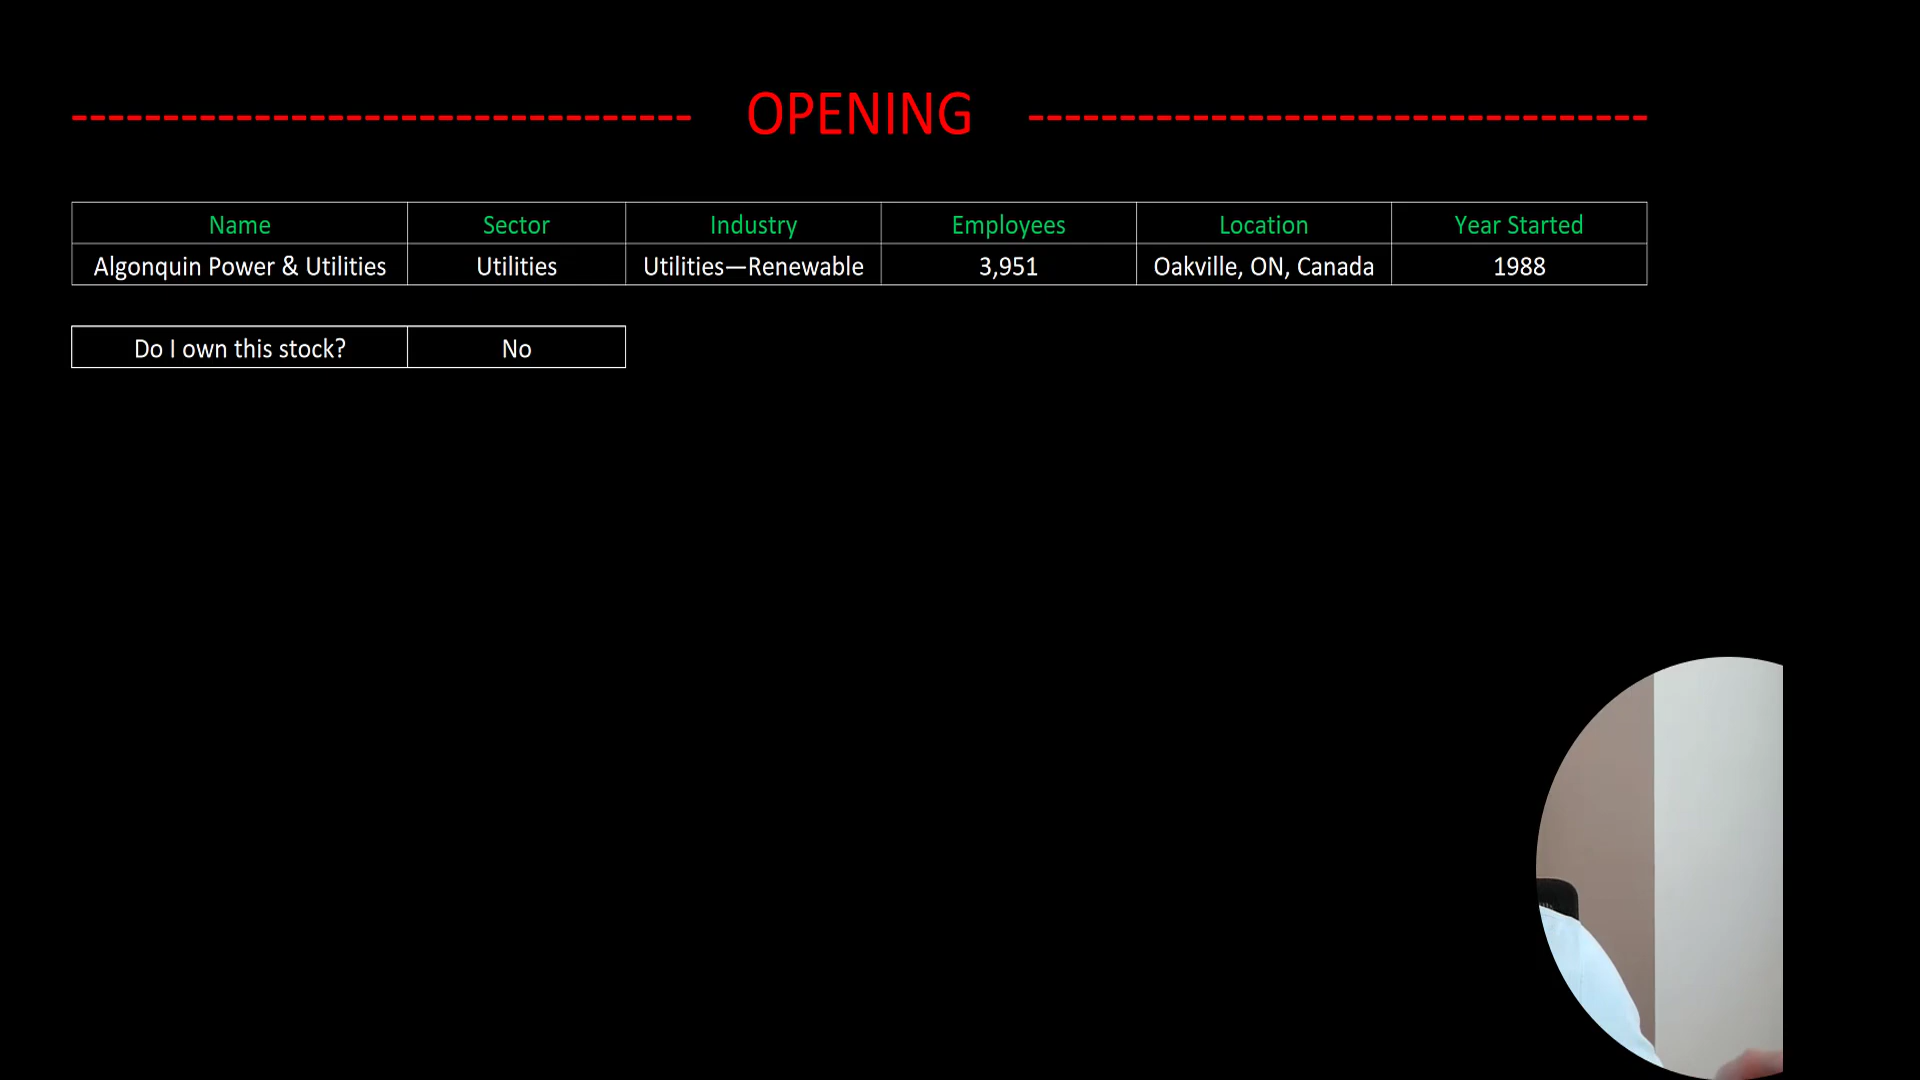 ---------------------------------- OPENING ----------------------------------
Name Sector Industry Employees Location Year Started
Algonquin Power & Utilities Utilities Utilities—Renewable 3,951 Oakville, ON, Canada 1988
Do I own this stock? No